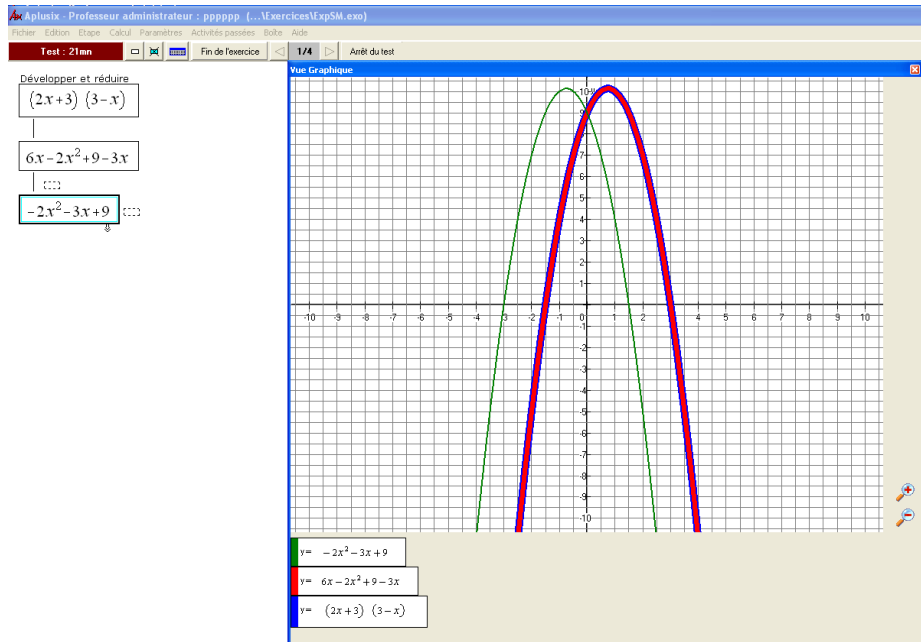 Aplusix - Professeur administrateur : pppppp (...\Exercices\ExpSM.exo)
Fichier Edition Etape Calcul Paramètres Activités passées Boîte Aide
Test : 21mn Fin de l'exercice 1/4 Arrêt du test
Vue Graphique
Développer et réduire
(2x+3) (3-x)
6x-2x²+9-3x
-2x²-3x+9
10
7
6
5
4
3
2
1
-10 -9 -8 -7 -6 -5 -4 -3 -2 -1 0 1 2 3 4 5 6 7 8 9 10
-2
-3
-4
-5
-6
-7
-8
-10
y= -2x²-3x+9
y= 6x-2x²+9-3x
y= (2x+3) (3-x)